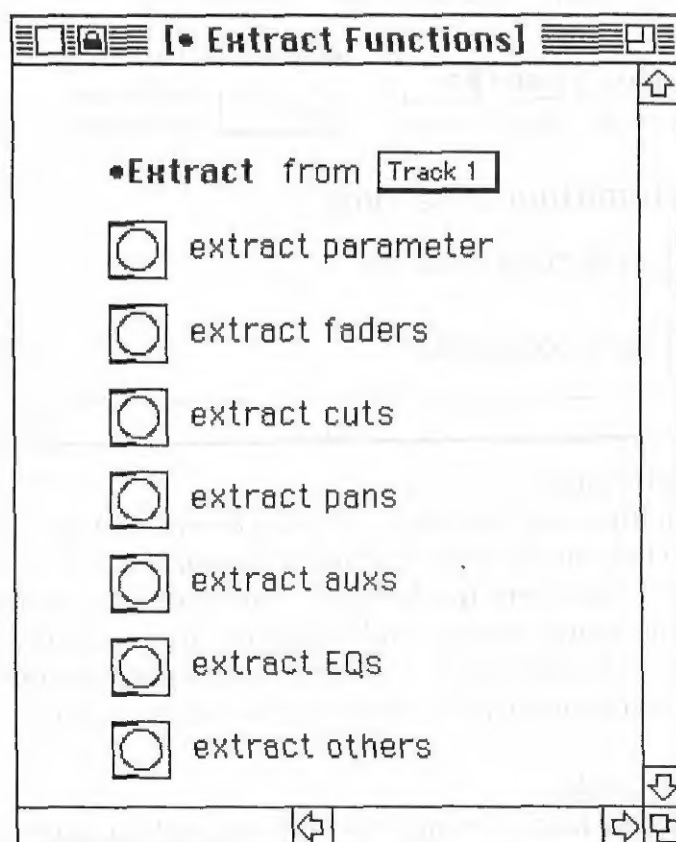 [• Extract Functions]
•Extract from Track 1
extract parameter
extract faders
extract cuts
extract pans
extract auxs
extract EQs
extract others